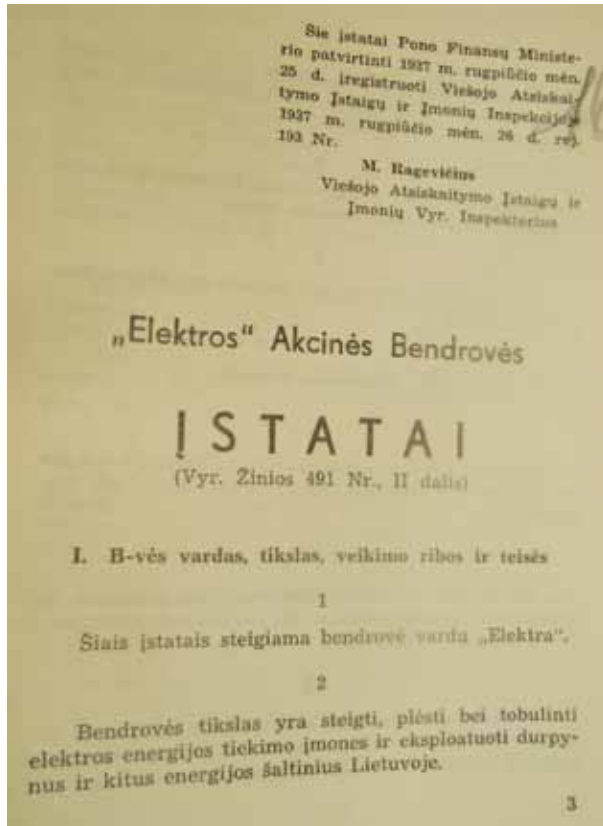 Šie įstatai Pono Finansų Ministe-
rio patvirtinti 1937 m. rugpiūčio mėn.
25 d. įregistruoti Viešojo Atsiskai-
tymo Įstaigų ir Įmonių Inspekcijoje
1937 m. rugpiūčio mėn. 26 d. rej.
193 Nr.
M. Ragevičius
Viešojo Atsiskaitymo Įstaigų ir
Įmonių Vyr. Inspektorius
„Elektros“ Akcinės Bendrovės
ĮSTATAI
(Vyr. Žinios 491 Nr., II dalis)
I. B-vės vardas, tikslas, veikimo ribos ir teisės
1
Šiais įstatais steigiama bendrovė vardu „Elektra“.
2
Bendrovės tikslas yra steigti, plėsti bei tobulinti
elektros energijos tiekimo įmones ir eksploatuoti durpy-
nus ir kitus energijos šaltinius Lietuvoje.
3